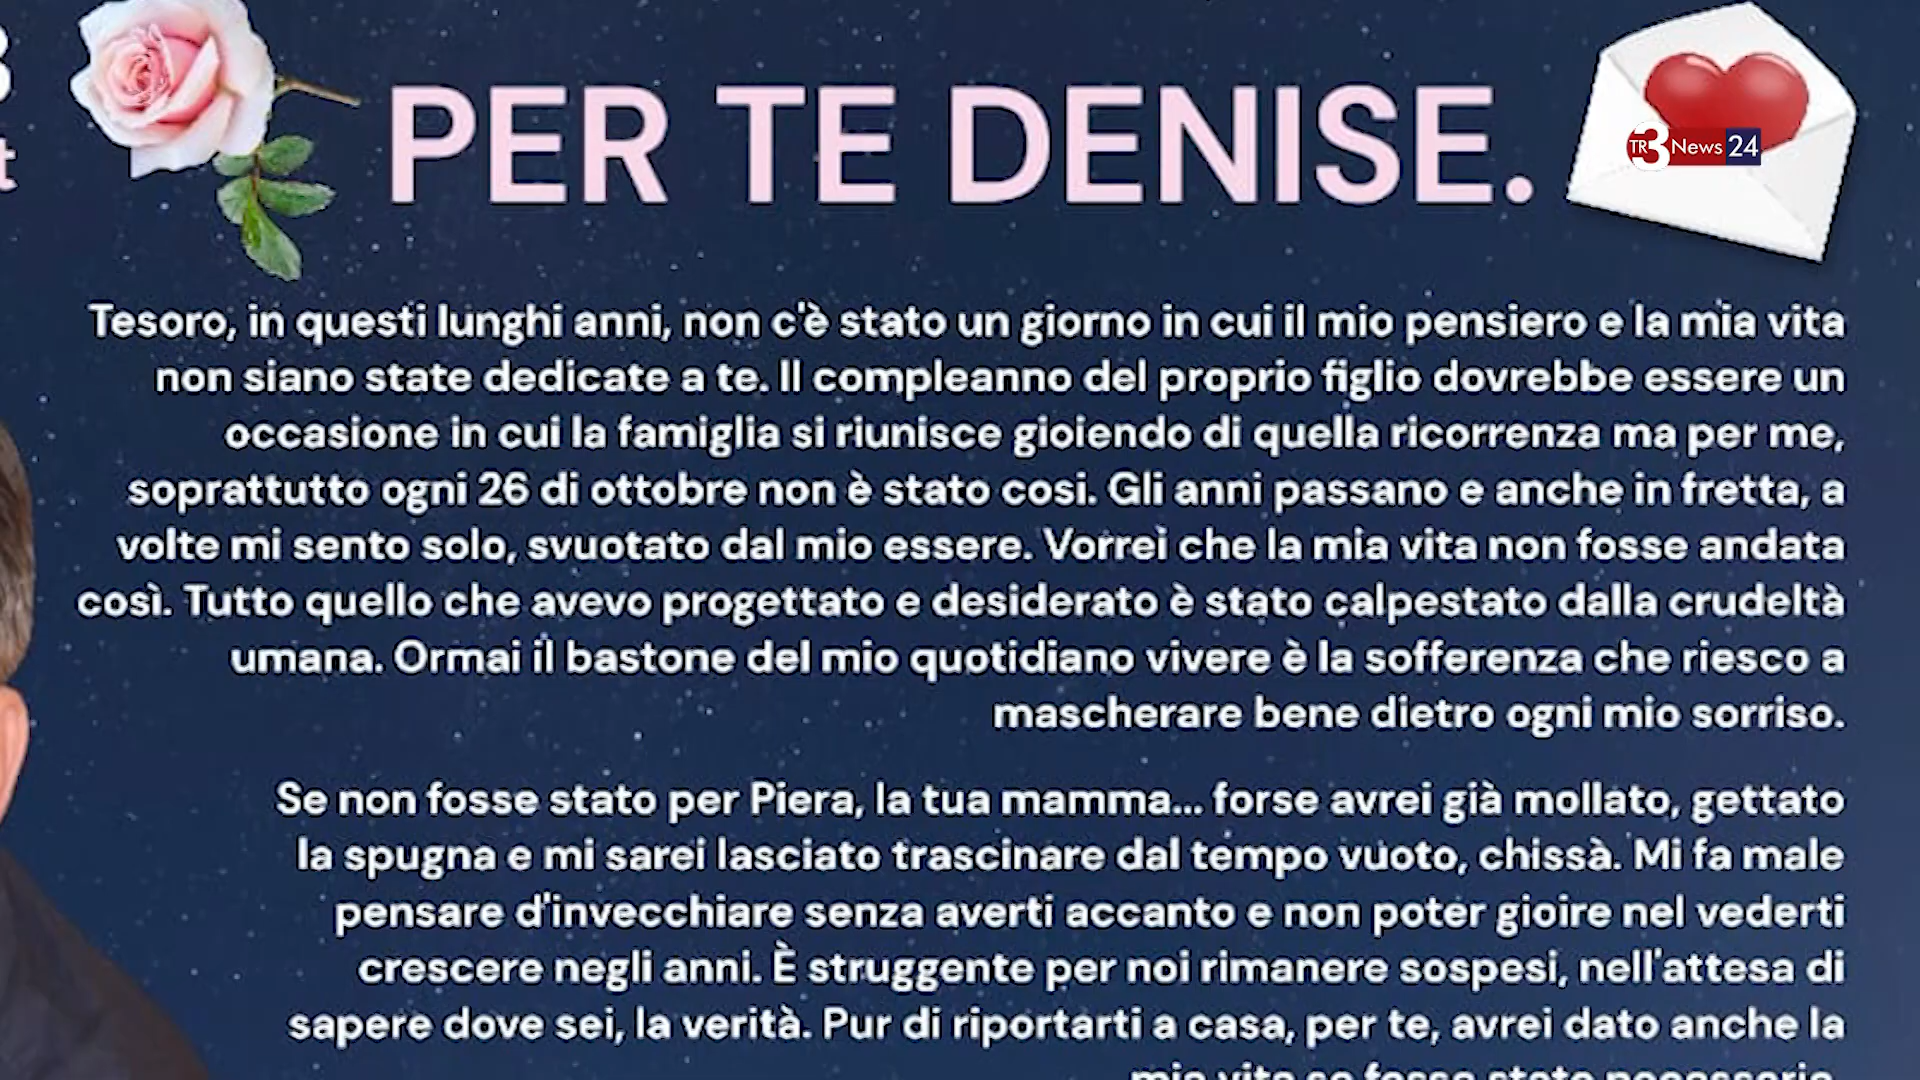 PER TE DENISE.
TR3 News 24
t
Tesoro, in questi lunghi anni, non c'è stato un giorno in cui il mio pensiero e la mia vita
non siano state dedicate a te. Il compleanno del proprio figlio dovrebbe essere un
occasione in cui la famiglia si riunisce gioiendo di quella ricorrenza ma per me,
soprattutto ogni 26 di ottobre non è stato cosi. Gli anni passano e anche in fretta, a
volte mi sento solo, svuotato dal mio essere. Vorrei che la mia vita non fosse andata
così. Tutto quello che avevo progettato e desiderato è stato calpestato dalla crudeltà
umana. Ormai il bastone del mio quotidiano vivere è la sofferenza che riesco a
mascherare bene dietro ogni mio sorriso.
Se non fosse stato per Piera, la tua mamma... forse avrei già mollato, gettato
la spugna e mi sarei lasciato trascinare dal tempo vuoto, chissà. Mi fa male
pensare d'invecchiare senza averti accanto e non poter gioire nel vederti
crescere negli anni. È struggente per noi rimanere sospesi, nell'attesa di
sapere dove sei, la verità. Pur di riportarti a casa, per te, avrei dato anche la
mia vita se fosse stato necessario.